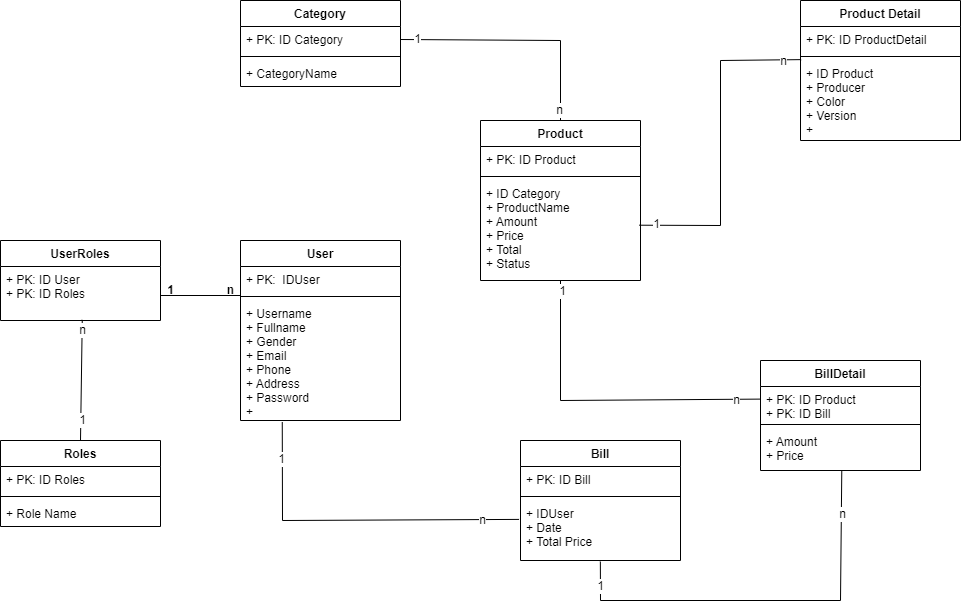 Category
+ PK: ID Category
+ CategoryName
1
n
Product Detail
+ PK: ID ProductDetail
+ ID Product
+ Producer
+ Color
+ Version
+
n
1
Product
+ PK: ID Product
+ ID Category
+ ProductName
+ Amount
+ Price
+ Total
+ Status
UserRoles
+ PK: ID User
+ PK: ID Roles
1
n
User
+ PK:  IDUser
+ Username
+ Fullname
+ Gender
+ Email
+ Phone
+ Address
+ Password
+
n
1
Roles
+ PK: ID Roles
+ Role Name
1
n
BillDetail
+ PK: ID Product
+ PK: ID Bill
+ Amount
+ Price
1
n
Bill
+ PK: ID Bill
+ IDUser
+ Date
+ Total Price
1
n